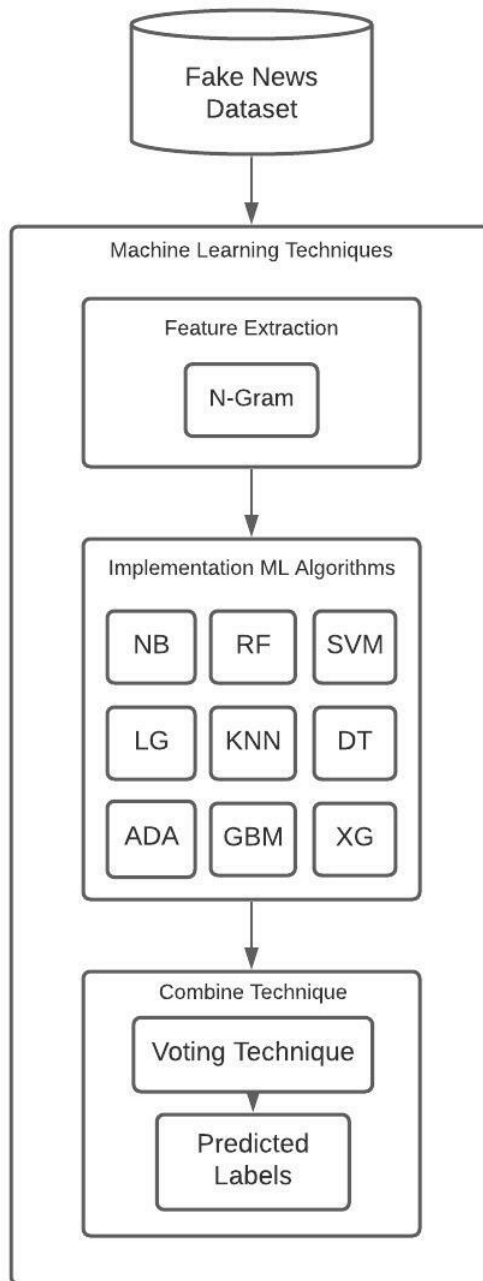 Fake News
Dataset
Machine Learning Techniques
Feature Extraction
N-Gram
Implementation ML Algorithms
NB RF SVM
LG KNN DT
ADA GBM XG
Combine Technique
Voting Technique
Predicted
Labels